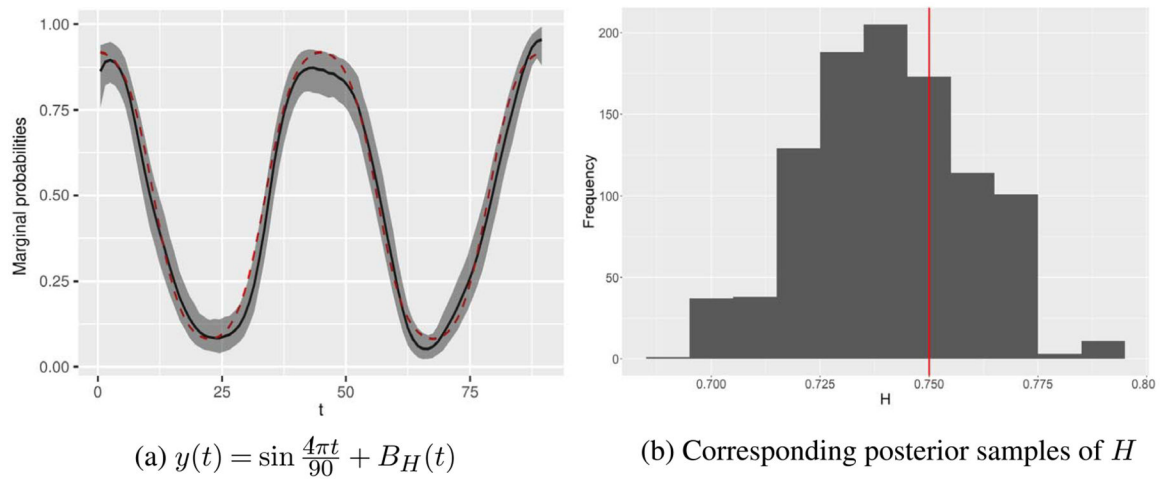 1.00
0.75
0.50
0.25
0.00
Marginal probabilities
0 25 50 75
t
(a) y(t) = sin 4πt/90 + B_H(t)
200
150
100
50
0
Frequency
0.700 0.725 0.750 0.775 0.80
H
(b) Corresponding posterior samples of H